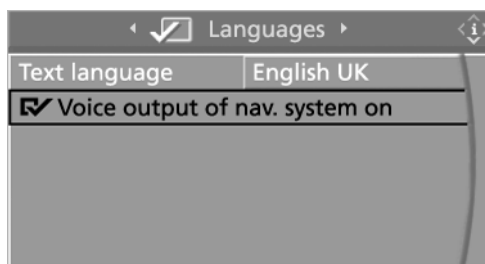 Languages
Text language English UK
Voice output of nav. system on